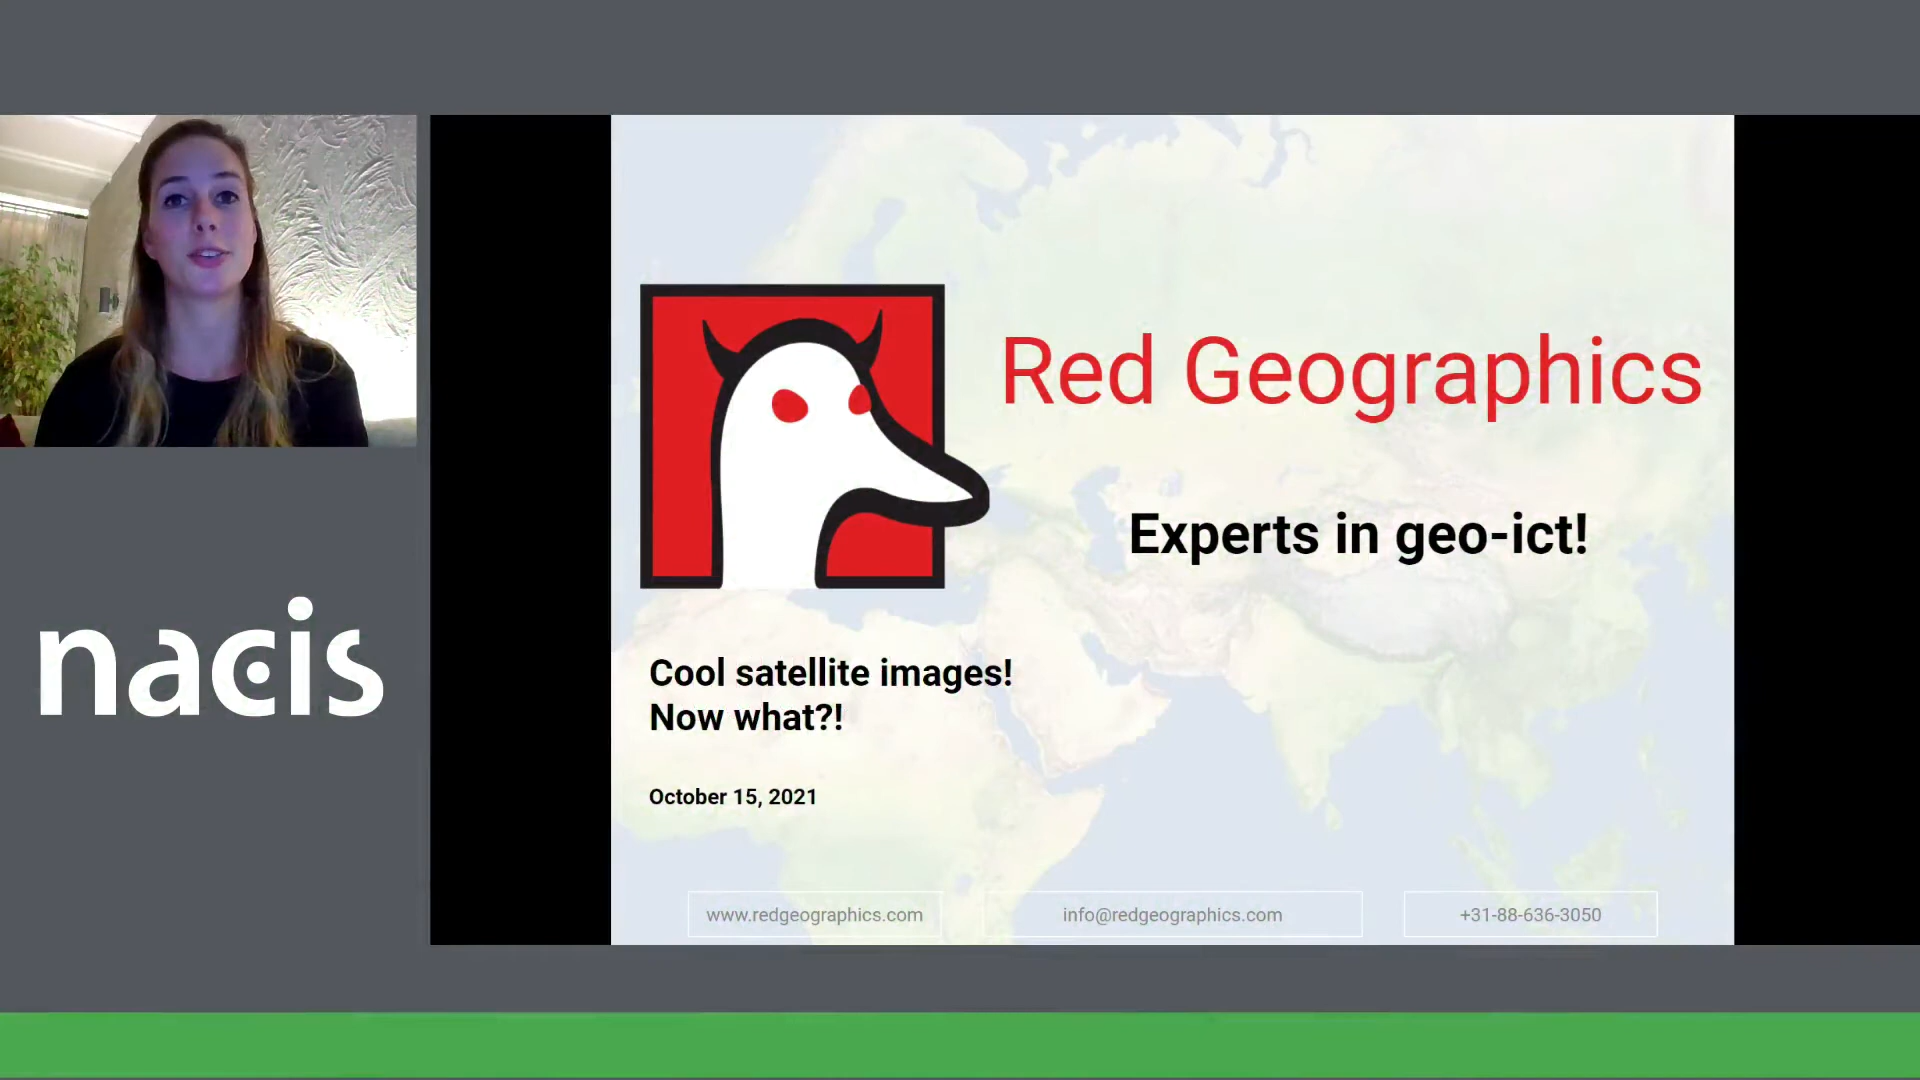 nacis
Red Geographics
Experts in geo-ict!
Cool satellite images!
Now what?!
October 15, 2021
www.redgeographics.com
info@redgeographics.com
+31-88-636-3050